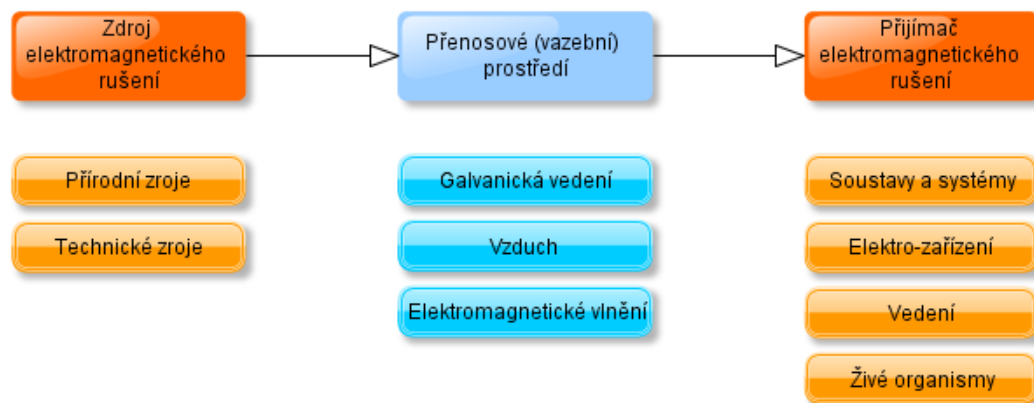 Zdroj
elektromagnetického
rušení
Přenosové (vazební)
prostředí
Přijímač
elektromagnetického
rušení
Přírodní zroje
Technické zroje
Galvanická vedení
Vzduch
Elektromagnetické vlnění
Soustavy a systémy
Elektro-zařízení
Vedení
Živé organismy